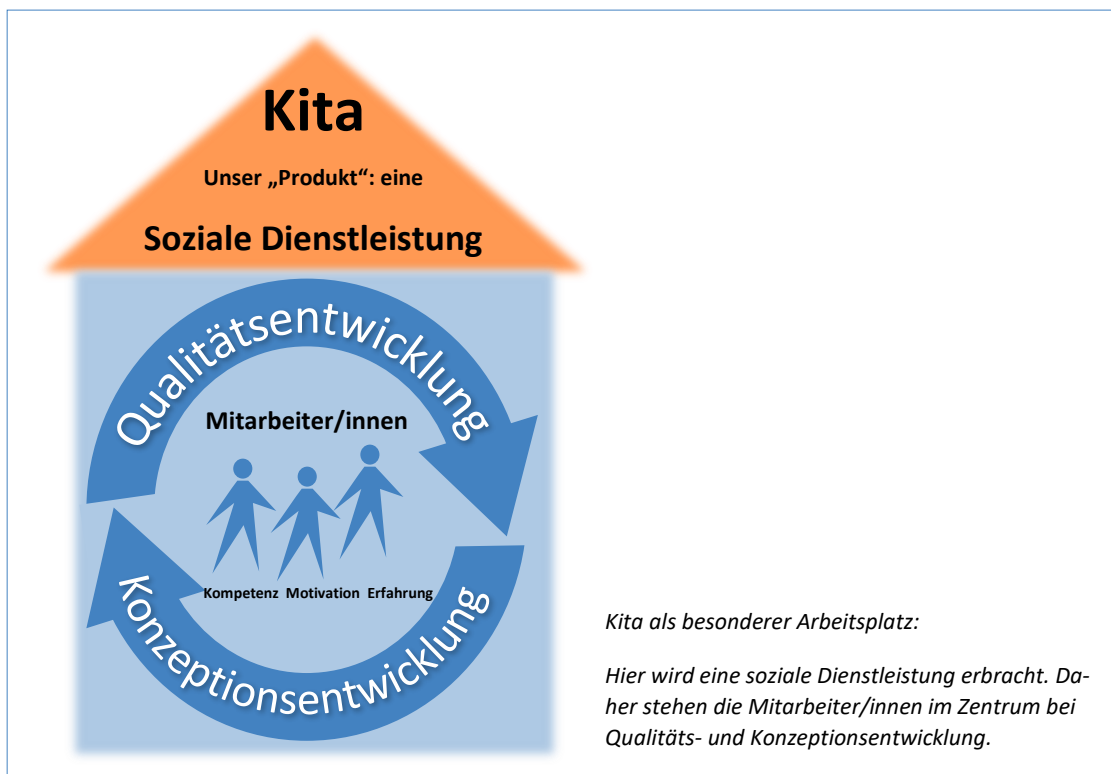 Kita
Unser „Produkt“: eine
Soziale Dienstleistung
Qualitätsentwicklung
Mitarbeiter/innen
Kompetenz Motivation Erfahrung
Konzeptionsentwicklung
Kita als besonderer Arbeitsplatz:
Hier wird eine soziale Dienstleistung erbracht. Da-
her stehen die Mitarbeiter/innen im Zentrum bei
Qualitäts- und Konzeptionsentwicklung.